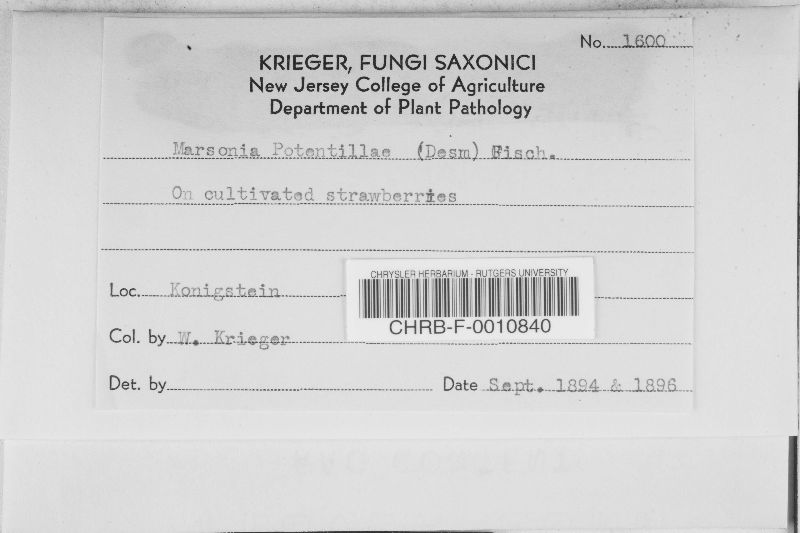 No. 1600
KRIEGER, FUNGI SAXONICI
New Jersey College of Agriculture
Department of Plant Pathology
Marsonia Potentillae (Desm) Fisch.
On cultivated strawberries
CHRYSLER HERBARIUM - RUTGERS UNIVERSITY
Loc. Konigstein
CHRB-F-0010840
Col. by W. Krieger
Det. by
Date Sept. 1894 & 1896